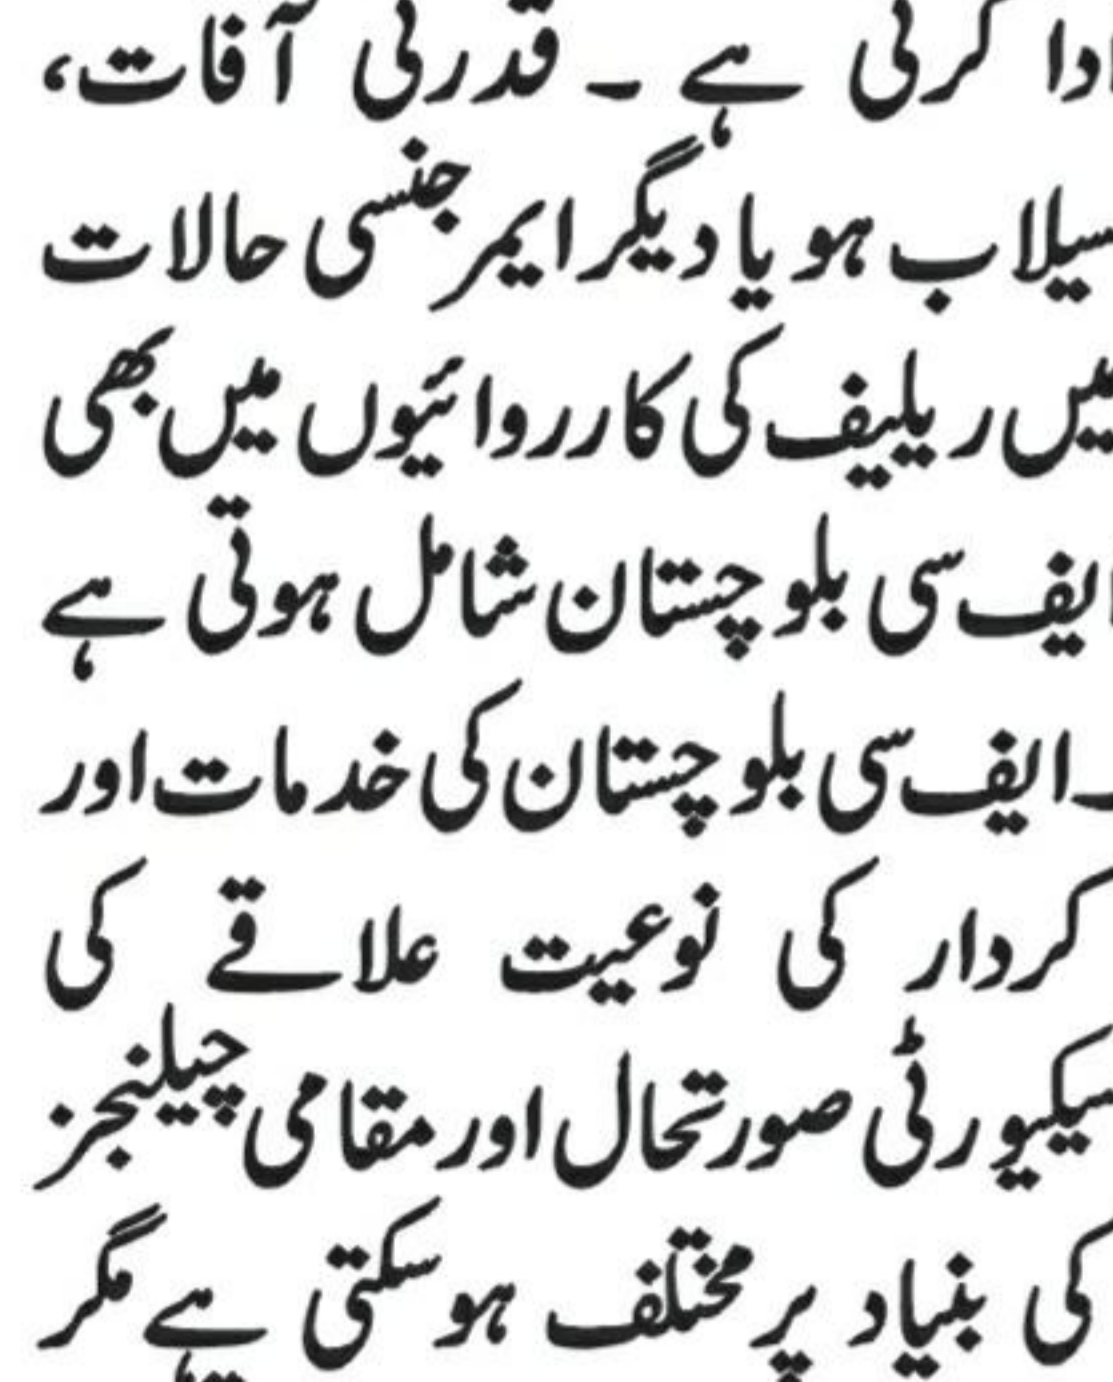 ادا کرتی ہے ۔ قدرتی آفات،
سیلاب ہو یا دیگر ایمرجنسی حالات
میں ریلیف کی کارروائیوں میں بھی
ایف سی بلوچستان شامل ہوتی ہے
۔ ایف سی بلوچستان کی خدمات اور
کردار کی نوعیت علاقے کی
سیکیورٹی صورتحال اور مقامی چیلنجز
کی بنیاد پر مختلف ہوسکتی ہے مگر